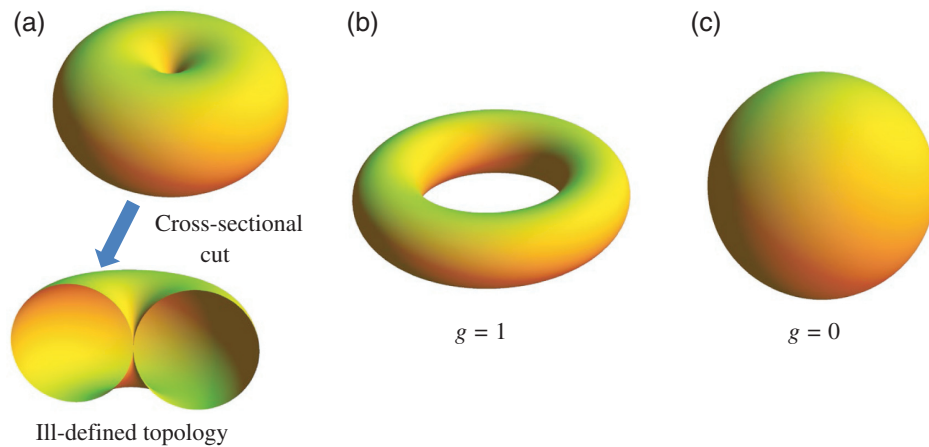 (a)
(b)
(c)
Cross-sectional
cut
g = 1
g = 0
Ill-defined topology